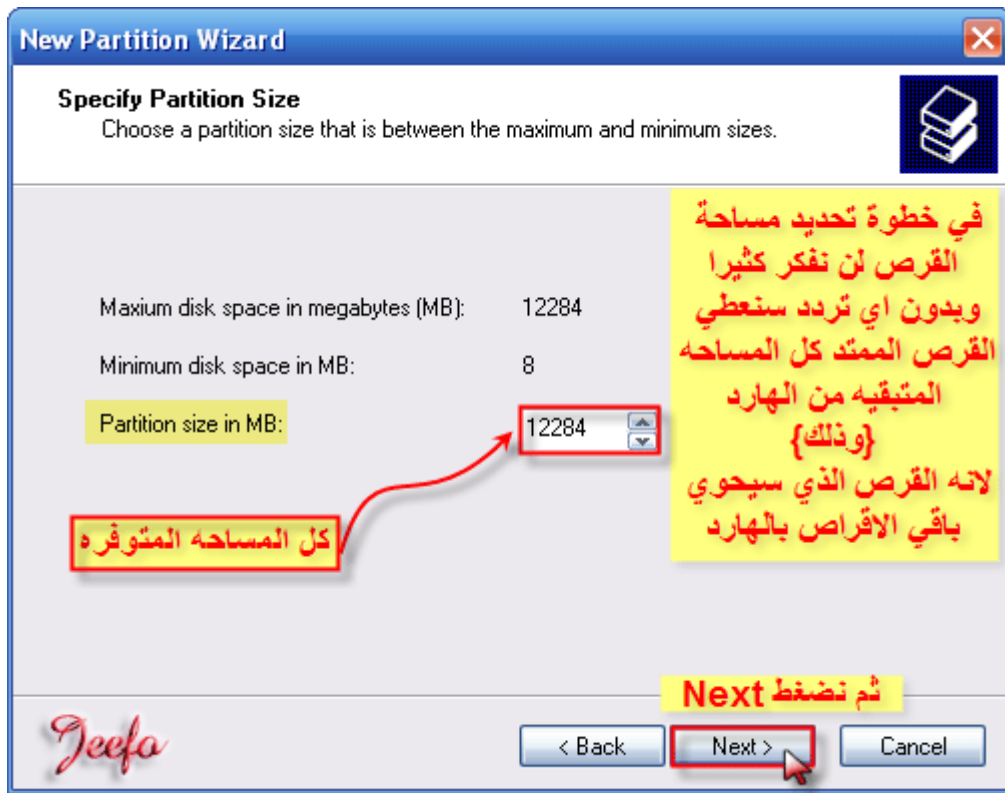 New Partition Wizard
Specify Partition Size
Choose a partition size that is between the maximum and minimum sizes.
Maxium disk space in megabytes (MB): 12284
Minimum disk space in MB: 8
Partition size in MB: 12284
في خطوة تحديد مساحة
القرص لن نفكر كثيرا
وبدون اي تردد سنعطي
القرص الممتد كل المساحه
المتبقيه من الهارد
{وذلك}
لانه القرص الذي سيحوي
باقي الاقراص بالهارد
كل المساحه المتوفره
ثم نضغط Next
Jeefo
< Back Next > Cancel